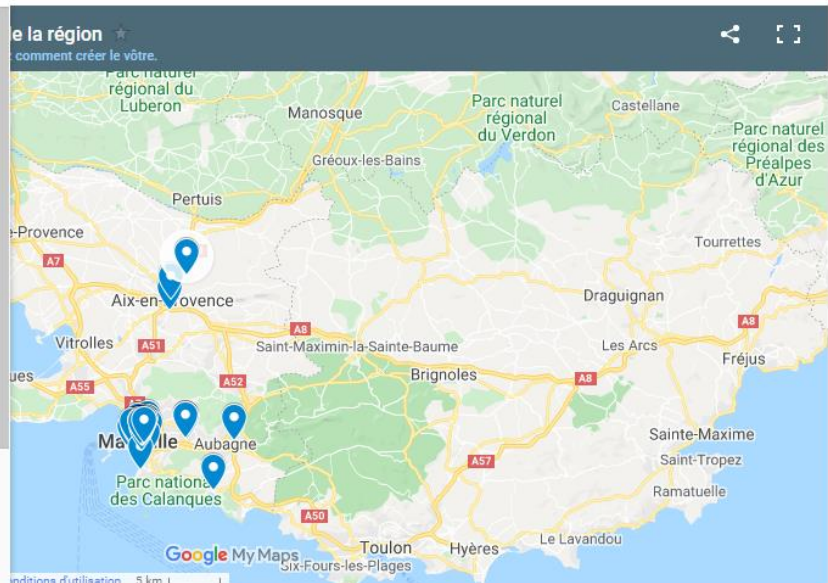 le la région
comment créer le vôtre.
Parc naturel
régional du
Luberon
Manosque
Parc naturel
régional
du Verdon
Castellane
Parc naturel
régional des
Préalpes
d'Azur
Gréoux-les-Bains
Pertuis
e-Provence
A7
Tourrettes
Aix-en-Provence
Draguignan
Vitrolles
A51
A8
Saint-Maximin-la-Sainte-Baume
Les Arcs
A8
Fréjus
ues
A55
A52
Brignoles
A8
Marseille
Aubagne
Sainte-Maxime
A57
Saint-Tropez
Parc national
des Calanques
Ramatuelle
A50
Google My Maps
Toulon
Hyères
Le Lavandou
Six-Fours-les-Plages
onditions d'utilisation
5 km